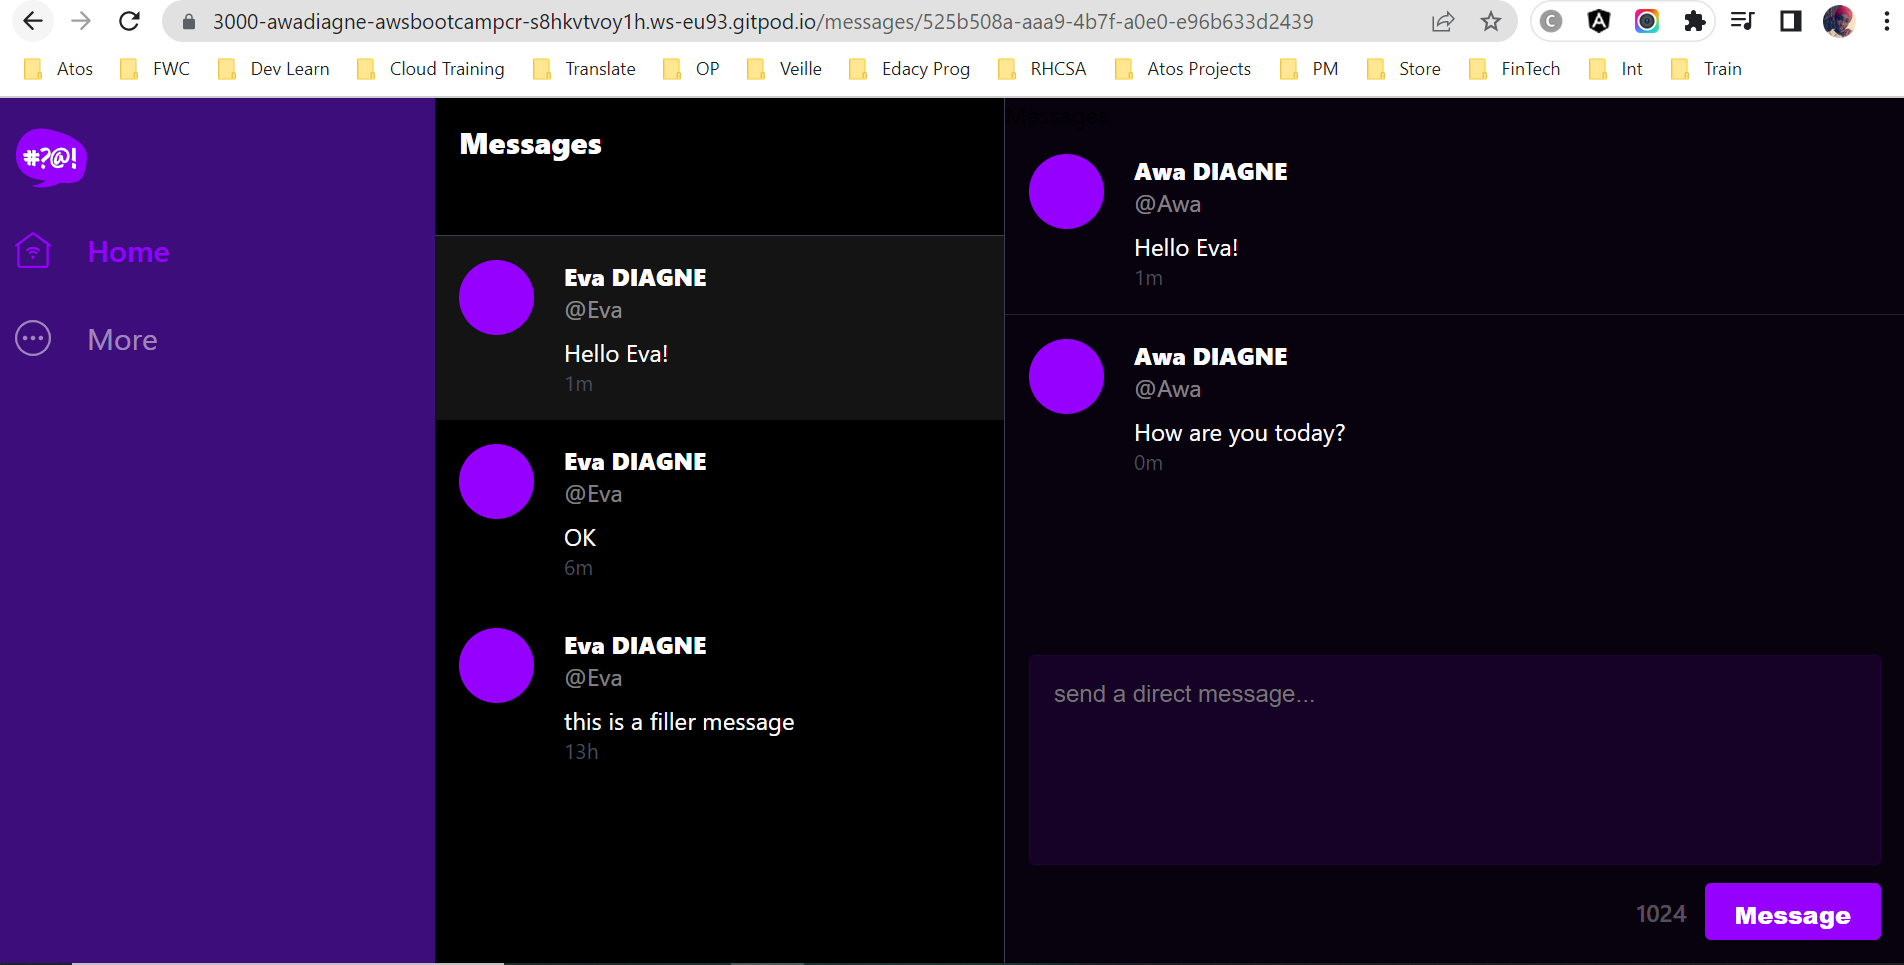 3000-awadiagne-awsbootcampcr-s8hkvtvoy1h.ws-eu93.gitpod.io/messages/525b508a-aaa9-4b7f-a0e0-e96b633d2439
C
A
Atos FWC Dev Learn Cloud Training Translate OP Veille Edacy Prog RHCSA Atos Projects PM Store FinTech Int Train
#?@!
Home
More
Messages
Eva DIAGNE
@Eva
Hello Eva!
1m
Eva DIAGNE
@Eva
OK
6m
Eva DIAGNE
@Eva
this is a filler message
13h
Messages
Awa DIAGNE
@Awa
Hello Eva!
1m
Awa DIAGNE
@Awa
How are you today?
0m
send a direct message...
1024 Message